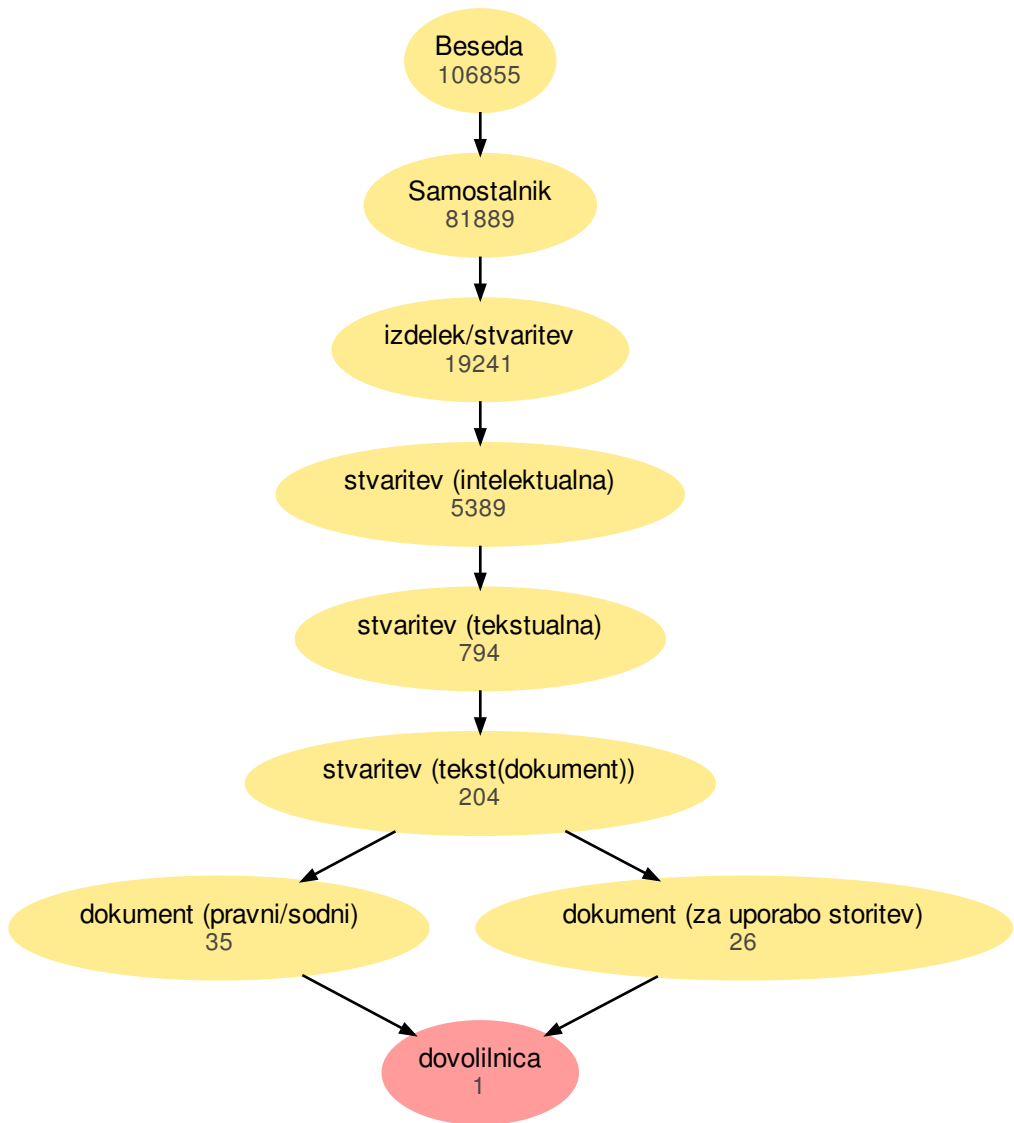 Beseda
106855
Samostalnik
81889
izdelek/stvaritev
19241
stvaritev (intelektualna)
5389
stvaritev (tekstualna)
794
stvaritev (tekst(dokument))
204
dokument (pravni/sodni)
35
dokument (za uporabo storitev)
26
dovolilnica
1